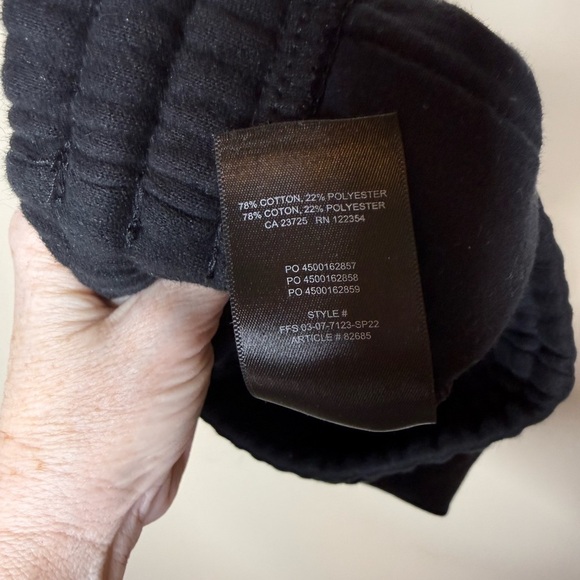 78% COTTON, 22% POLYESTER
78% COTON, 22% POLYESTER
CA 23725 RN 122354
PO 4500162857
PO 4500162858
PO 4500162859
STYLE #
FFS 03-07-7123-SP22
ARTICLE # 82685